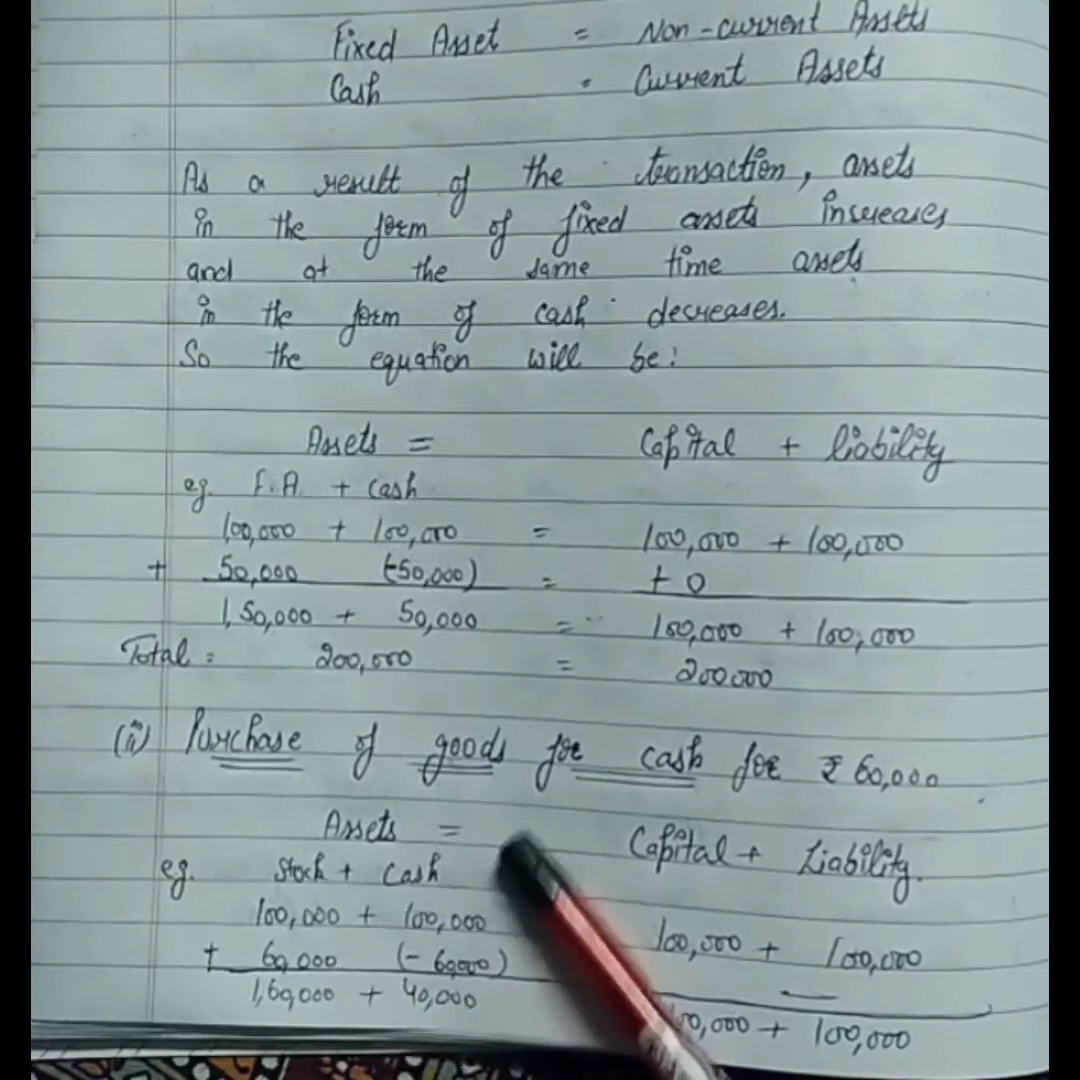 Fixed Asset = Non-current Assets
Cash = Current Assets
As a result of the transaction, assets
in the form of fixed assets increases
and at the same time assets
in the form of cash decreases.
So the equation will be:
Assets = Capital + liability
eg. F.A. + Cash
100,000 + 100,000 = 100,000 + 100,000
+ 50,000 (-50,000) = + 0
1,50,000 + 50,000 = 100,000 + 100,000
Total = 200,000 = 200000
(ii) Purchase of goods for cash for ₹ 60,000
Assets = Capital + Liability.
eg. Stock + Cash
100,000 + 100,000 100,000 + 100,000
+ 60,000 (- 60,000) —
1,60,000 + 40,000 00,000 + 100,000